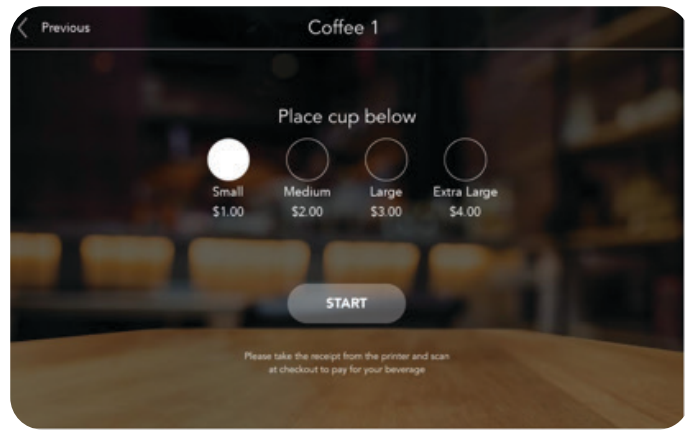 Previous
Coffee 1
Place cup below
Small Medium Large Extra Large
$1.00 $2.00 $3.00 $4.00
START
Please take the receipt from the printer and scan
at checkout to pay for your beverage